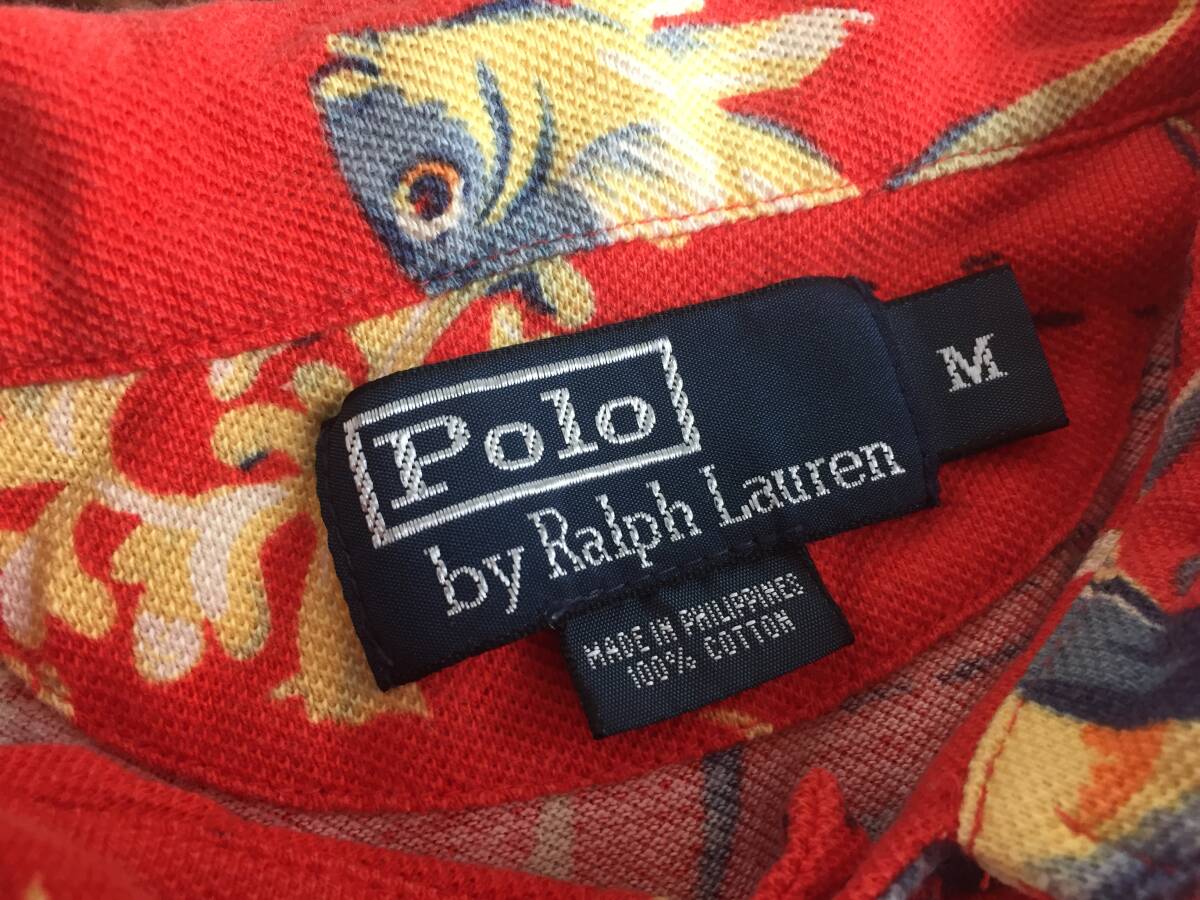 Polo
by Ralph Lauren
M
MADE IN PHILIPPINES
100% COTTON